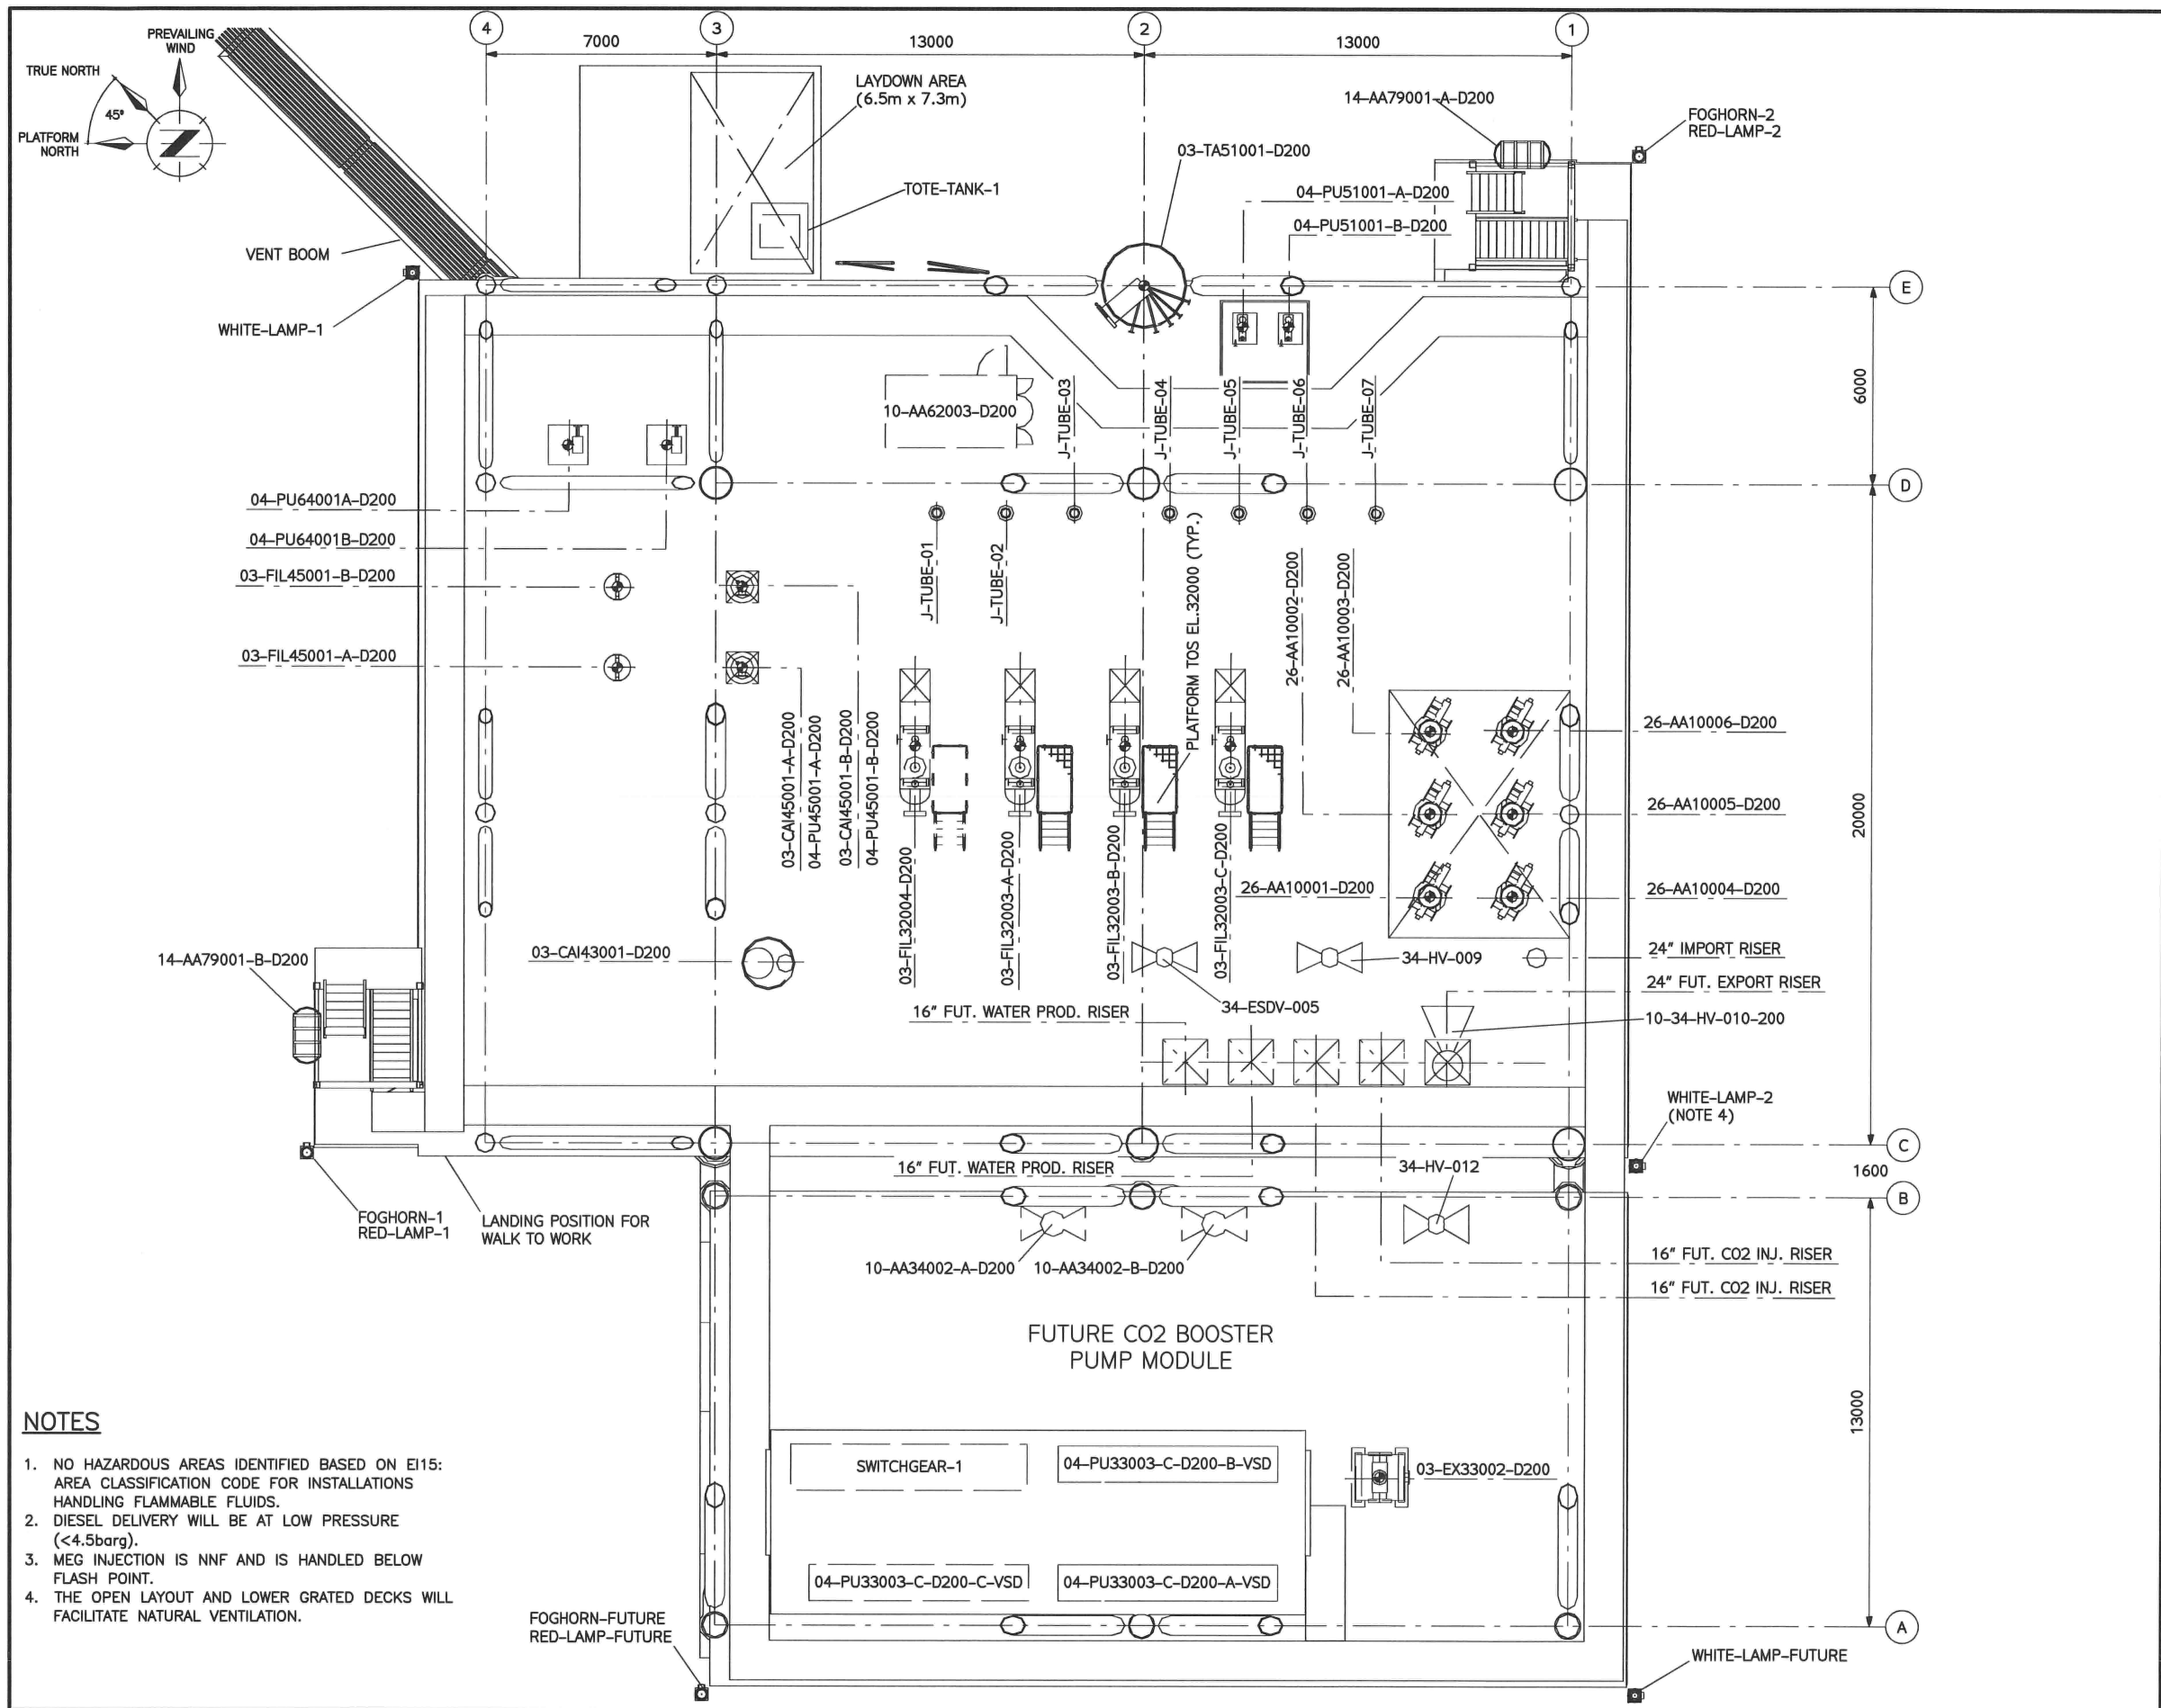 4
3
2
1
7000
13000
13000
PREVAILING
WIND
TRUE NORTH
45°
PLATFORM
NORTH
LAYDOWN AREA
(6.5m x 7.3m)
14-AA79001-A-D200
FOGHORN-2
RED-LAMP-2
03-TA51001-D200
TOTE-TANK-1
04-PU51001-A-D200
04-PU51001-B-D200
VENT BOOM
WHITE-LAMP-1
E
6000
10-AA62003-D200
J-TUBE-03
J-TUBE-04
J-TUBE-05
J-TUBE-06
J-TUBE-07
D
04-PU64001A-D200
04-PU64001B-D200
03-FIL45001-B-D200
03-FIL45001-A-D200
J-TUBE-01
J-TUBE-02
PLATFORM TOS EL.32000 (TYP.)
26-AA10002-D200
26-AA10003-D200
03-CAI45001-A-D200
04-PU45001-A-D200
03-CAI45001-B-D200
04-PU45001-B-D200
26-AA10006-D200
26-AA10005-D200
26-AA10004-D200
20000
03-FIL32004-D200
03-FIL32003-A-D200
03-FIL32003-B-D200
03-FIL32003-C-D200
26-AA10001-D200
14-AA79001-B-D200
03-CAI43001-D200
34-HV-009
24" IMPORT RISER
24" FUT. EXPORT RISER
34-ESDV-005
16" FUT. WATER PROD. RISER
10-34-HV-010-200
WHITE-LAMP-2
(NOTE 4)
C
1600
B
16" FUT. WATER PROD. RISER
34-HV-012
FOGHORN-1
RED-LAMP-1
LANDING POSITION FOR
WALK TO WORK
10-AA34002-A-D200
10-AA34002-B-D200
16" FUT. CO2 INJ. RISER
16" FUT. CO2 INJ. RISER
FUTURE CO2 BOOSTER
PUMP MODULE
13000
SWITCHGEAR-1
04-PU33003-C-D200-B-VSD
03-EX33002-D200
04-PU33003-C-D200-C-VSD
04-PU33003-C-D200-A-VSD
A
FOGHORN-FUTURE
RED-LAMP-FUTURE
WHITE-LAMP-FUTURE
NOTES
1. NO HAZARDOUS AREAS IDENTIFIED BASED ON EI15:
AREA CLASSIFICATION CODE FOR INSTALLATIONS
HANDLING FLAMMABLE FLUIDS.
2. DIESEL DELIVERY WILL BE AT LOW PRESSURE
(<4.5barg).
3. MEG INJECTION IS NNF AND IS HANDLED BELOW
FLASH POINT.
4. THE OPEN LAYOUT AND LOWER GRATED DECKS WILL
FACILITATE NATURAL VENTILATION.